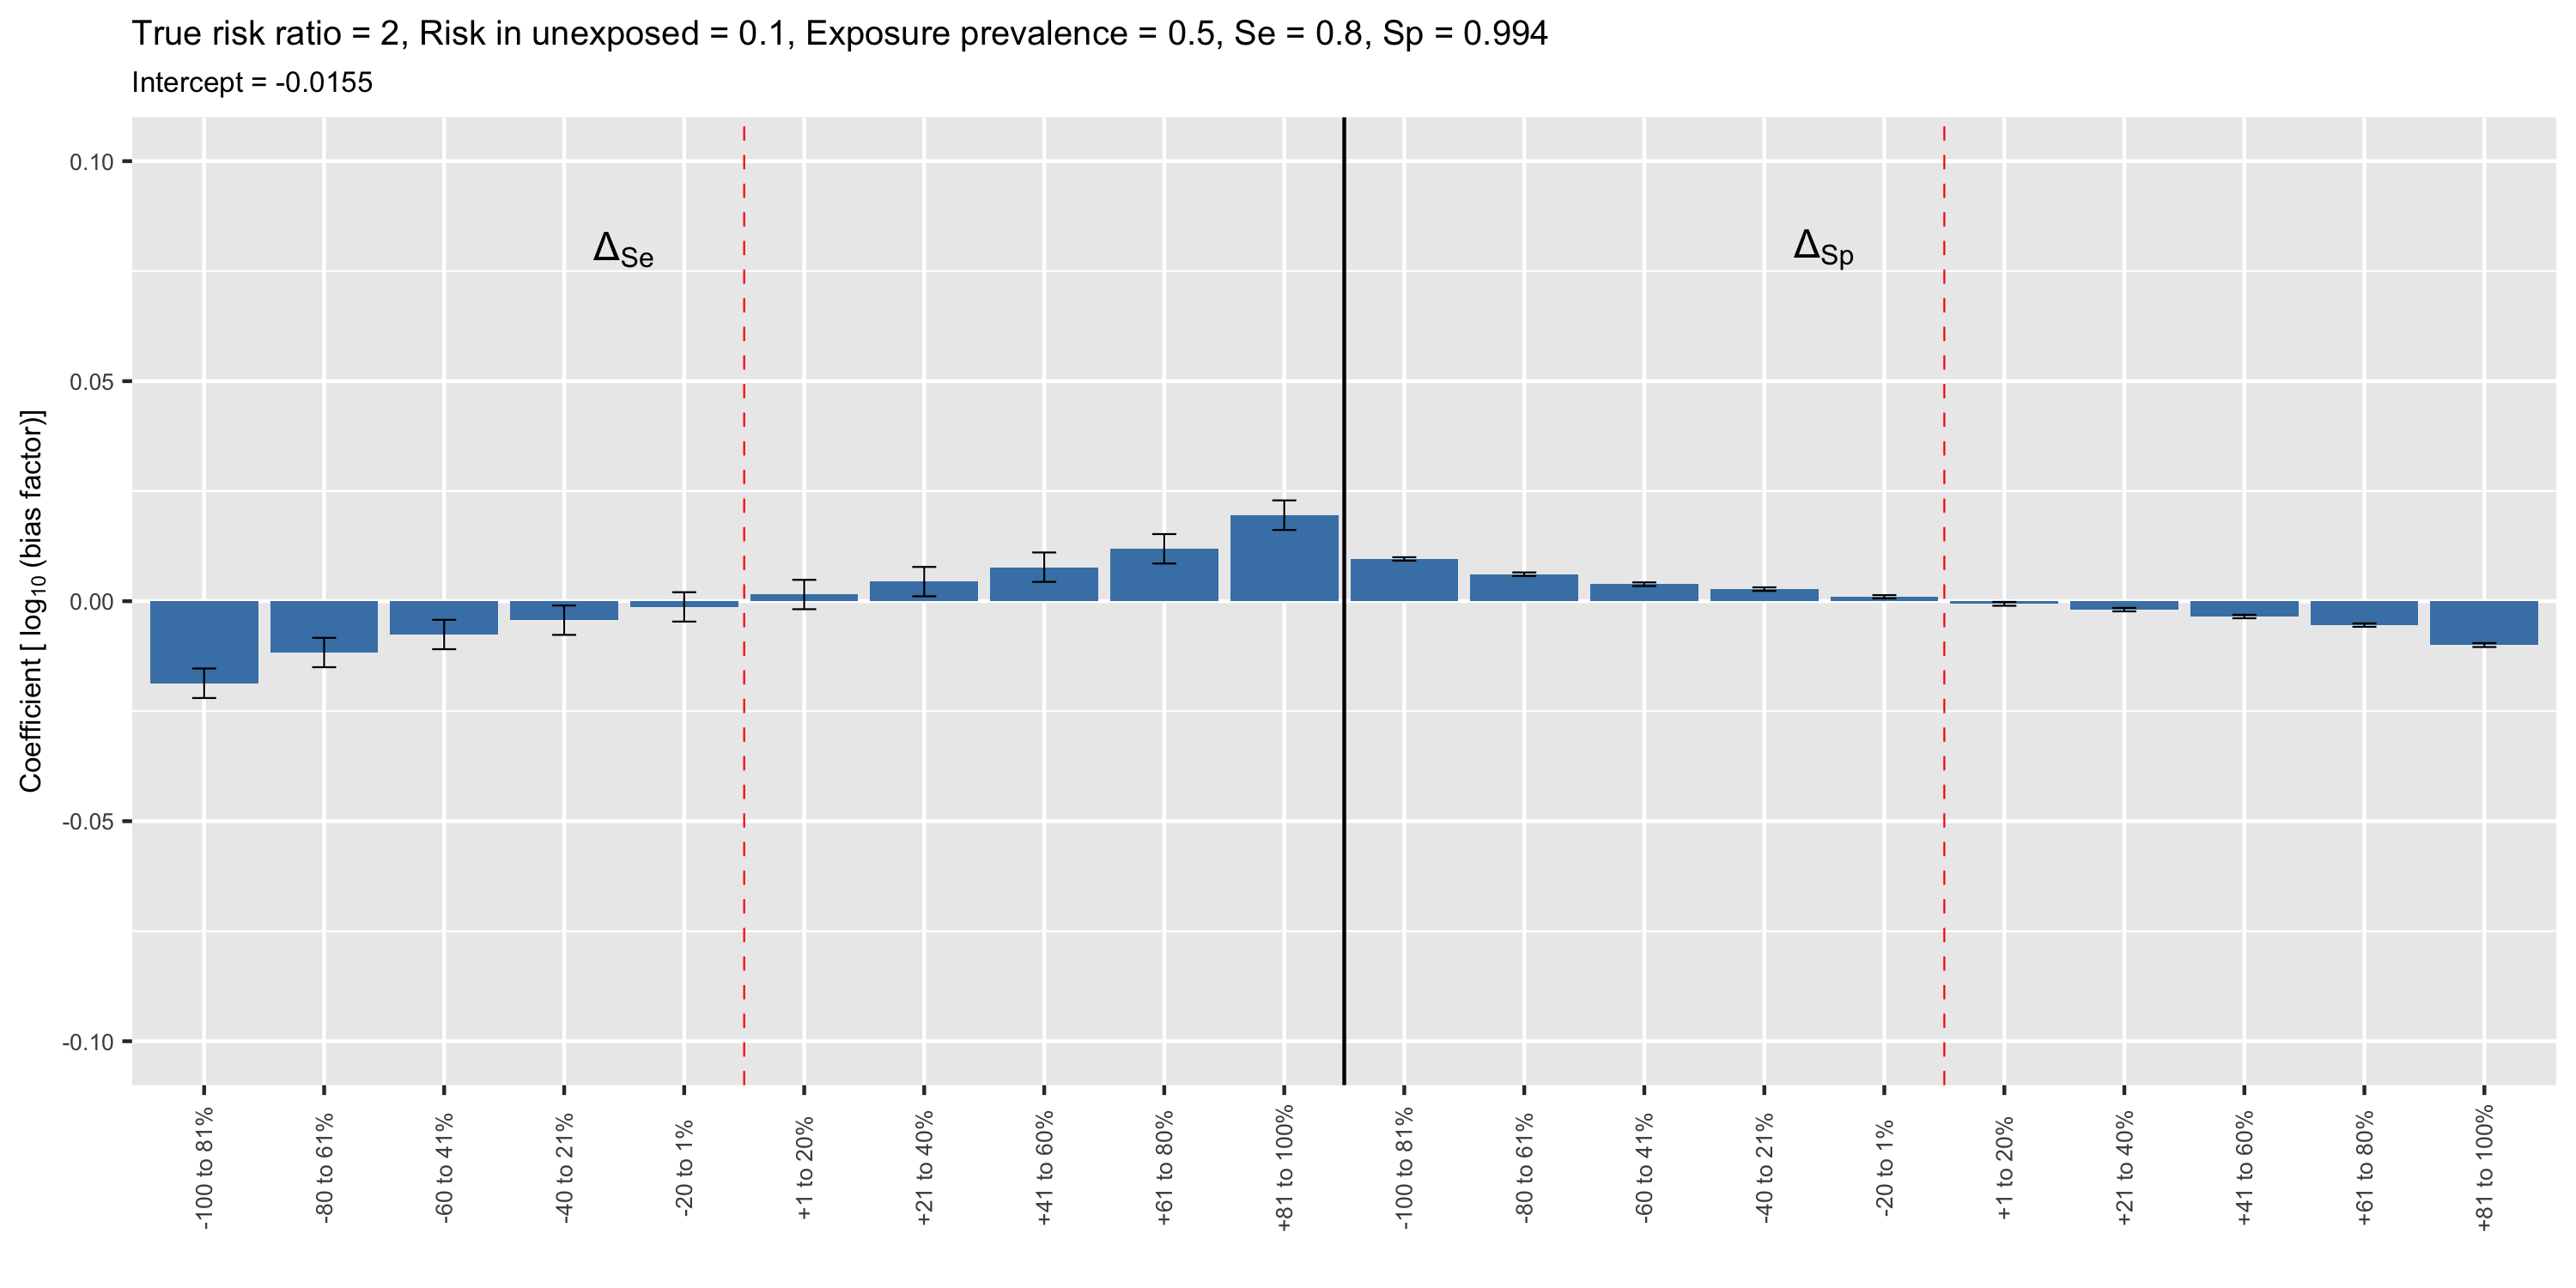 True risk ratio = 2, Risk in unexposed = 0.1, Exposure prevalence = 0.5, Se = 0.8, Sp = 0.994
Intercept = -0.0155
Coefficient [ log10 (bias factor)]
0.10
0.05
0.00
-0.05
-0.10
ΔSe
ΔSp
-100 to 81%
-80 to 61%
-60 to 41%
-40 to 21%
-20 to 1%
+1 to 20%
+21 to 40%
+41 to 60%
+61 to 80%
+81 to 100%
-100 to 81%
-80 to 61%
-60 to 41%
-40 to 21%
-20 to 1%
+1 to 20%
+21 to 40%
+41 to 60%
+61 to 80%
+81 to 100%